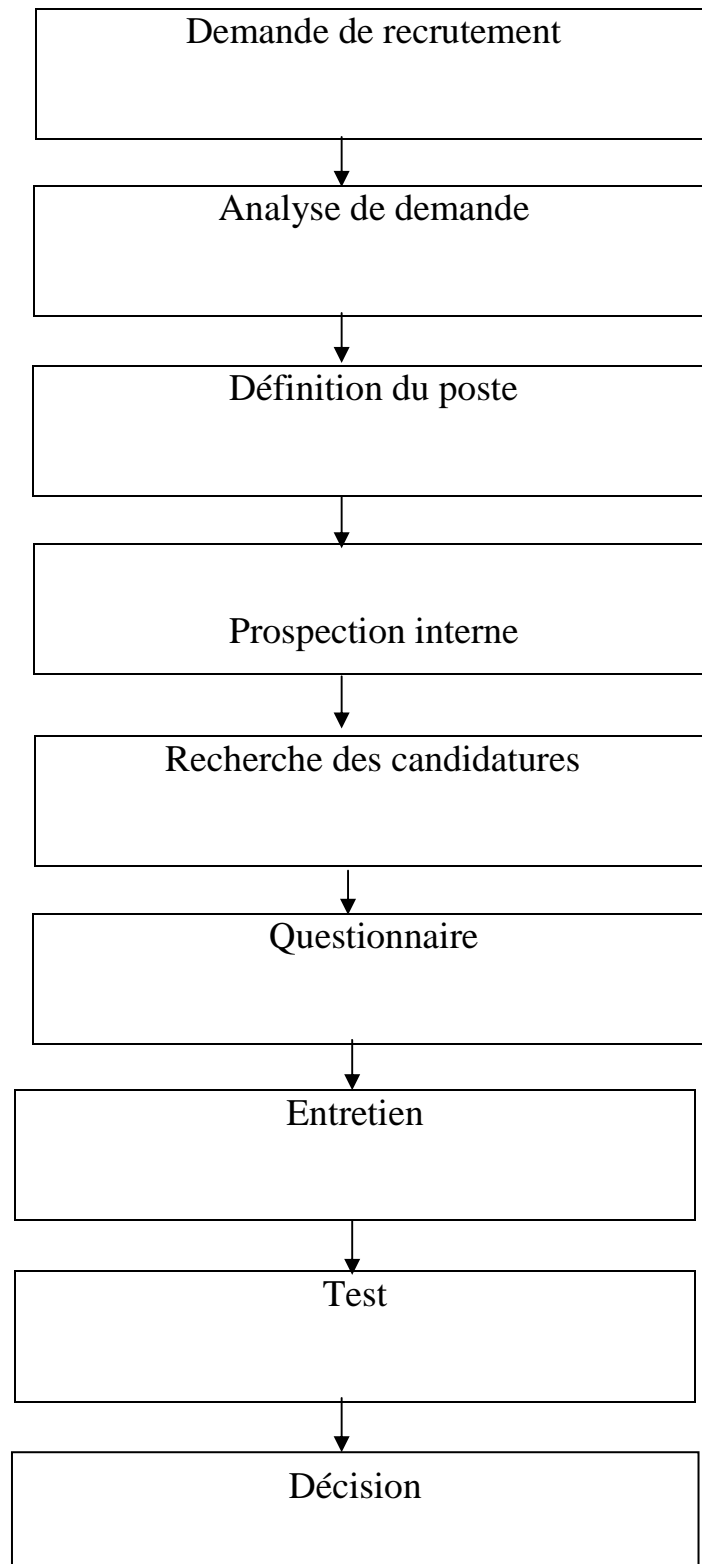 Demande de recrutement
Analyse de demande
Définition du poste
Prospection interne
Recherche des candidatures
Questionnaire
Entretien
Test
Décision